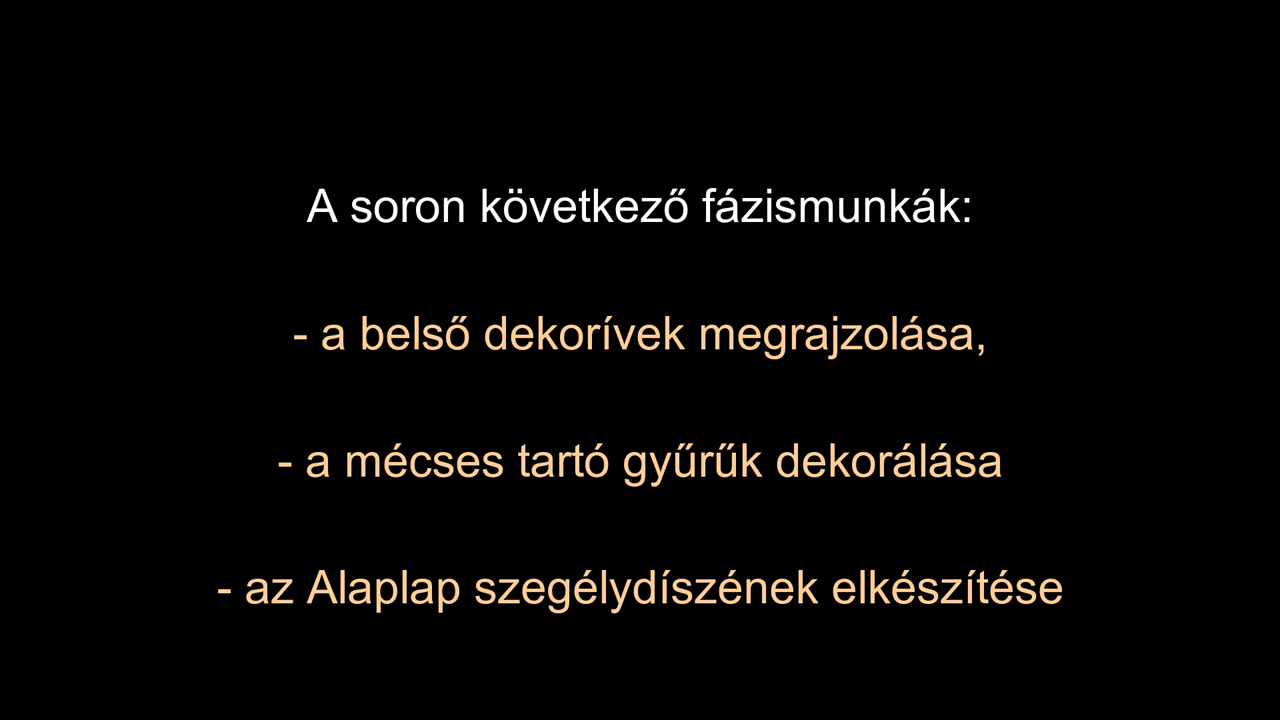 A soron következő fázismunkák:
- a belső dekorívek megrajzolása,
- a mécses tartó gyűrűk dekorálása
- az Alaplap szegélydíszének elkészítése